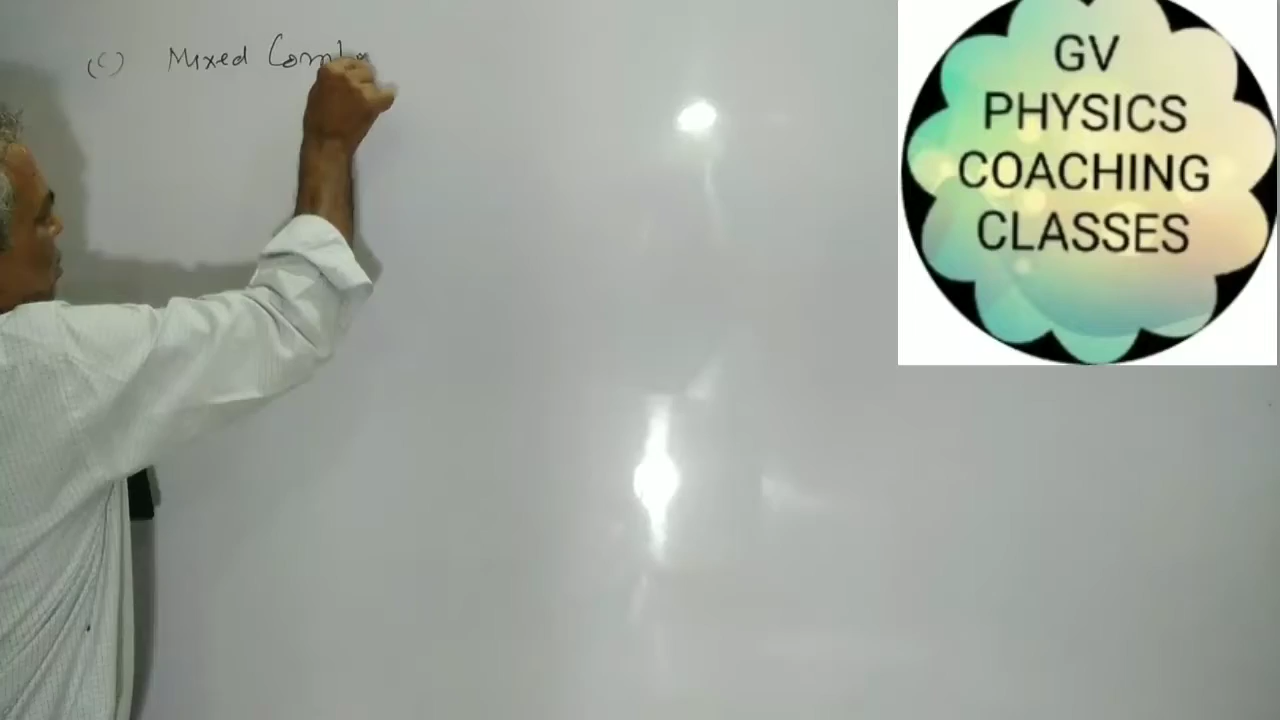 (C) Mixed
GV
PHYSICS
COACHING
CLASSES